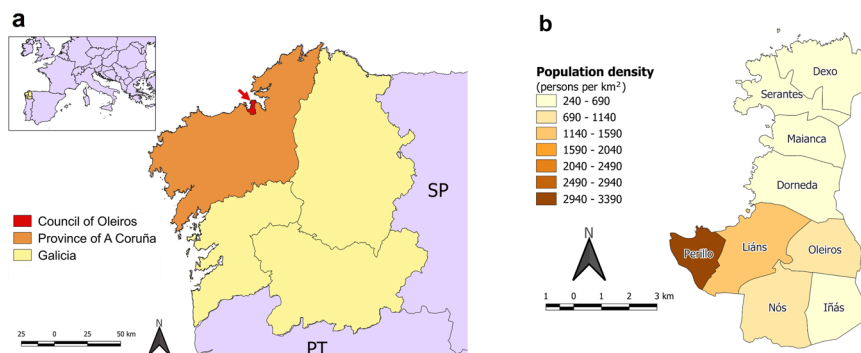 a
Council of Oleiros
Province of A Coruña
Galicia
SP
PT
25 0 25 50 km
N
b
Population density
(persons per km²)
240 - 690
690 - 1140
1140 - 1590
1590 - 2040
2040 - 2490
2490 - 2940
2940 - 3390
N
1 0 1 2 3 km
Dexo
Serantes
Maianca
Dorneda
Perillo
Liáns
Oleiros
Nós
Iñás